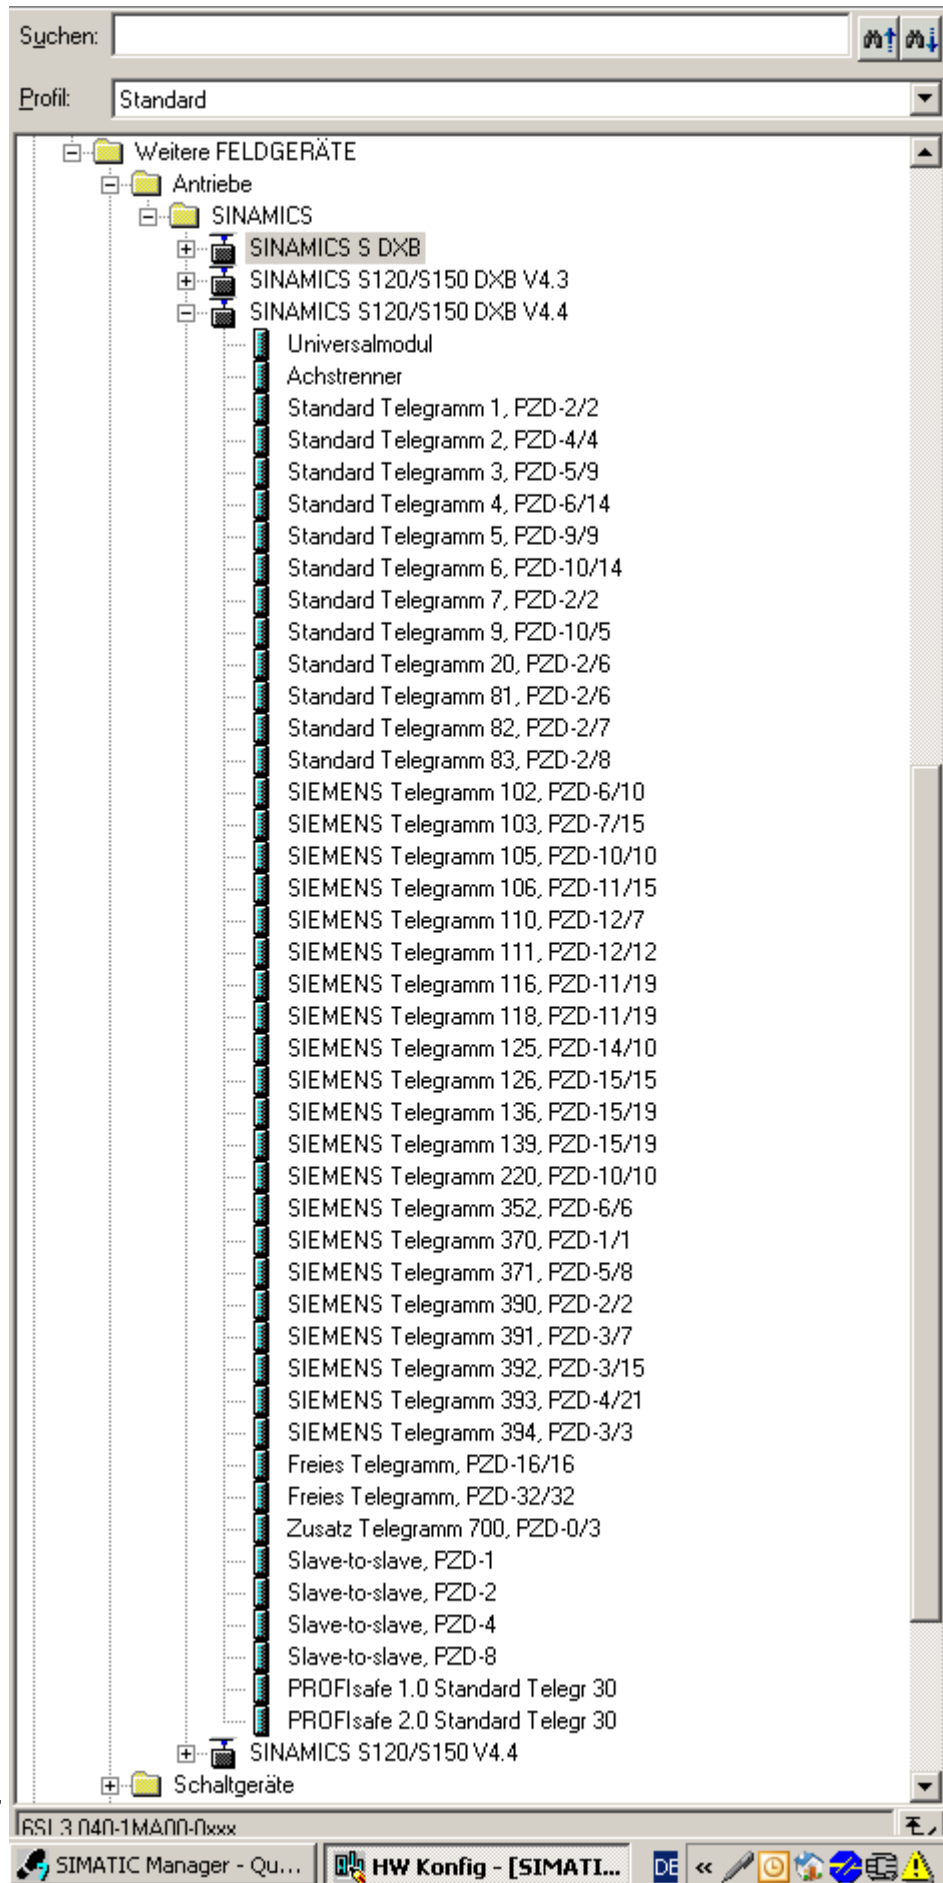 Suchen:
Profil: Standard
Weitere FELDGERÄTE
Antriebe
SINAMICS
SINAMICS S DXB
SINAMICS S120/S150 DXB V4.3
SINAMICS S120/S150 DXB V4.4
Universalmodul
Achstrenner
Standard Telegramm 1, PZD-2/2
Standard Telegramm 2, PZD-4/4
Standard Telegramm 3, PZD-5/9
Standard Telegramm 4, PZD-6/14
Standard Telegramm 5, PZD-9/9
Standard Telegramm 6, PZD-10/14
Standard Telegramm 7, PZD-2/2
Standard Telegramm 9, PZD-10/5
Standard Telegramm 20, PZD-2/6
Standard Telegramm 81, PZD-2/6
Standard Telegramm 82, PZD-2/7
Standard Telegramm 83, PZD-2/8
SIEMENS Telegramm 102, PZD-6/10
SIEMENS Telegramm 103, PZD-7/15
SIEMENS Telegramm 105, PZD-10/10
SIEMENS Telegramm 106, PZD-11/15
SIEMENS Telegramm 110, PZD-12/7
SIEMENS Telegramm 111, PZD-12/12
SIEMENS Telegramm 116, PZD-11/19
SIEMENS Telegramm 118, PZD-11/19
SIEMENS Telegramm 125, PZD-14/10
SIEMENS Telegramm 126, PZD-15/15
SIEMENS Telegramm 136, PZD-15/19
SIEMENS Telegramm 139, PZD-15/19
SIEMENS Telegramm 220, PZD-10/10
SIEMENS Telegramm 352, PZD-6/6
SIEMENS Telegramm 370, PZD-1/1
SIEMENS Telegramm 371, PZD-5/8
SIEMENS Telegramm 390, PZD-2/2
SIEMENS Telegramm 391, PZD-3/7
SIEMENS Telegramm 392, PZD-3/15
SIEMENS Telegramm 393, PZD-4/21
SIEMENS Telegramm 394, PZD-3/3
Freies Telegramm, PZD-16/16
Freies Telegramm, PZD-32/32
Zusatz Telegramm 700, PZD-0/3
Slave-to-slave, PZD-1
Slave-to-slave, PZD-2
Slave-to-slave, PZD-4
Slave-to-slave, PZD-8
PROFIsafe 1.0 Standard Telegr 30
PROFIsafe 2.0 Standard Telegr 30
SINAMICS S120/S150 V4.4
Schaltgeräte
6SL3 040-1MA00-0xxx
SIMATIC Manager - Qu... HW Konfig - [SIMATI... DE «